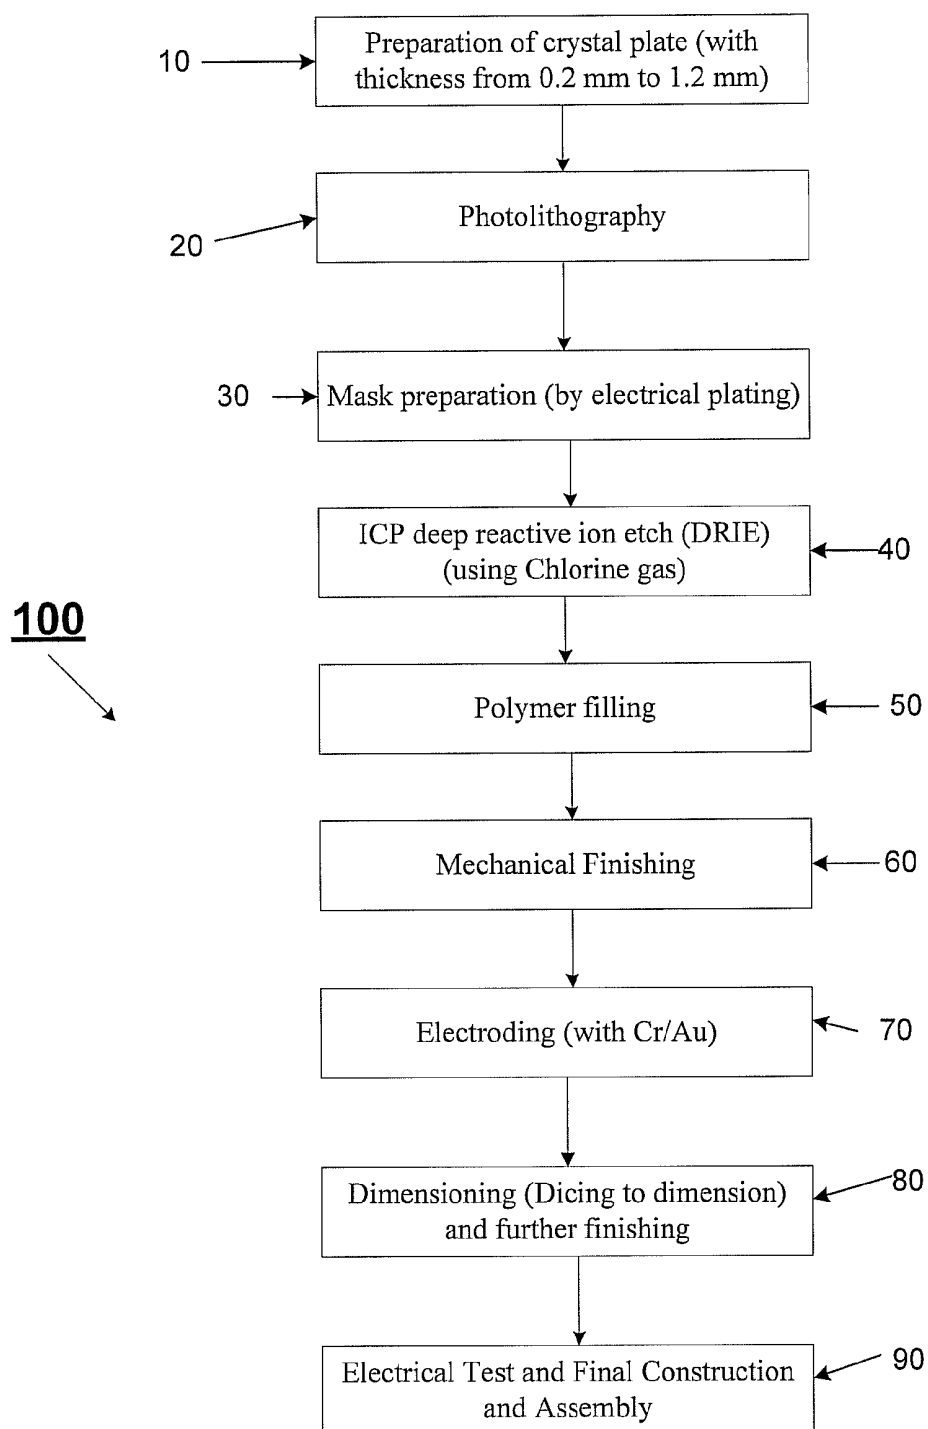 10
Preparation of crystal plate (with
thickness from 0.2 mm to 1.2 mm)
20
Photolithography
30
Mask preparation (by electrical plating)
ICP deep reactive ion etch (DRIE)
(using Chlorine gas)
40
100
Polymer filling
50
Mechanical Finishing
60
Electroding (with Cr/Au)
70
Dimensioning (Dicing to dimension)
and further finishing
80
Electrical Test and Final Construction
and Assembly
90